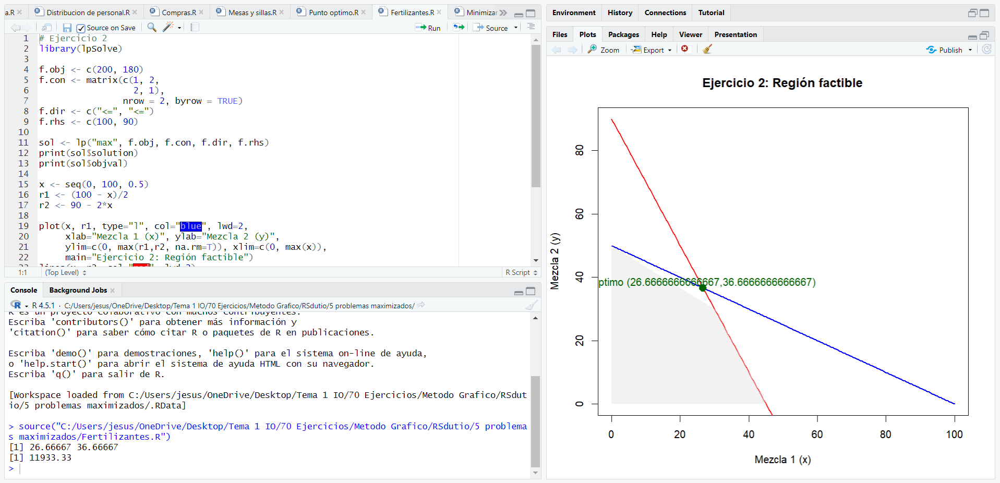 a.R
Distribucion de personal.R
Compras.R
Mesas y sillas.R
Punto optimo.R
Fertilizantes.R
Minimizar
Source on Save
Run
Source
1 # Ejercicio 2
2 library(lpSolve)
3
4 f.obj <- c(200, 180)
5 f.con <- matrix(c(1, 2,
6 2, 1),
7 nrow = 2, byrow = TRUE)
8 f.dir <- c("<=", "<=")
9 f.rhs <- c(100, 90)
10
11 sol <- lp("max", f.obj, f.con, f.dir, f.rhs)
12 print(sol$solution)
13 print(sol$objval)
14
15 x <- seq(0, 100, 0.5)
16 r1 <- (100 - x)/2
17 r2 <- 90 - 2*x
18
19 plot(x, r1, type="l", col="blue", lwd=2,
20 xlab="Mezcla 1 (x)", ylab="Mezcla 2 (y)",
21 ylim=c(0, max(r1,r2, na.rm=T)), xlim=c(0, max(x)),
22 main="Ejercicio 2: Región factible")
1:1
(Top Level)
R Script
Console
Background Jobs
R 4.5.1 · C:/Users/jesus/OneDrive/Desktop/Tema 1 IO/70 Ejercicios/Metodo Grafico/RSdutio/5 problemas maximizados/
R es un proyecto colaborativo con muchos contribuyentes.
Escriba 'contributors()' para obtener más información y
'citation()' para saber cómo citar R o paquetes de R en publicaciones.
Escriba 'demo()' para demostraciones, 'help()' para el sistema on-line de ayuda,
o 'help.start()' para abrir el sistema de ayuda HTML con su navegador.
Escriba 'q()' para salir de R.
[Workspace loaded from C:/Users/jesus/OneDrive/Desktop/Tema 1 IO/70 Ejercicios/Metodo Grafico/RSdut
io/5 problemas maximizados/.RData]
> source("C:/Users/jesus/OneDrive/Desktop/Tema 1 IO/70 Ejercicios/Metodo Grafico/RSdutio/5 problema
s maximizados/Fertilizantes.R")
[1] 26.66667 36.66667
[1] 11933.33
>
Environment
History
Connections
Tutorial
Files
Plots
Packages
Help
Viewer
Presentation
Zoom
Export
Publish
Ejercicio 2: Región factible
Mezcla 2 (y)
80
60
40
20
0
ptimo (26.6666666666667,36.6666666666667)
0
20
40
60
80
100
Mezcla 1 (x)